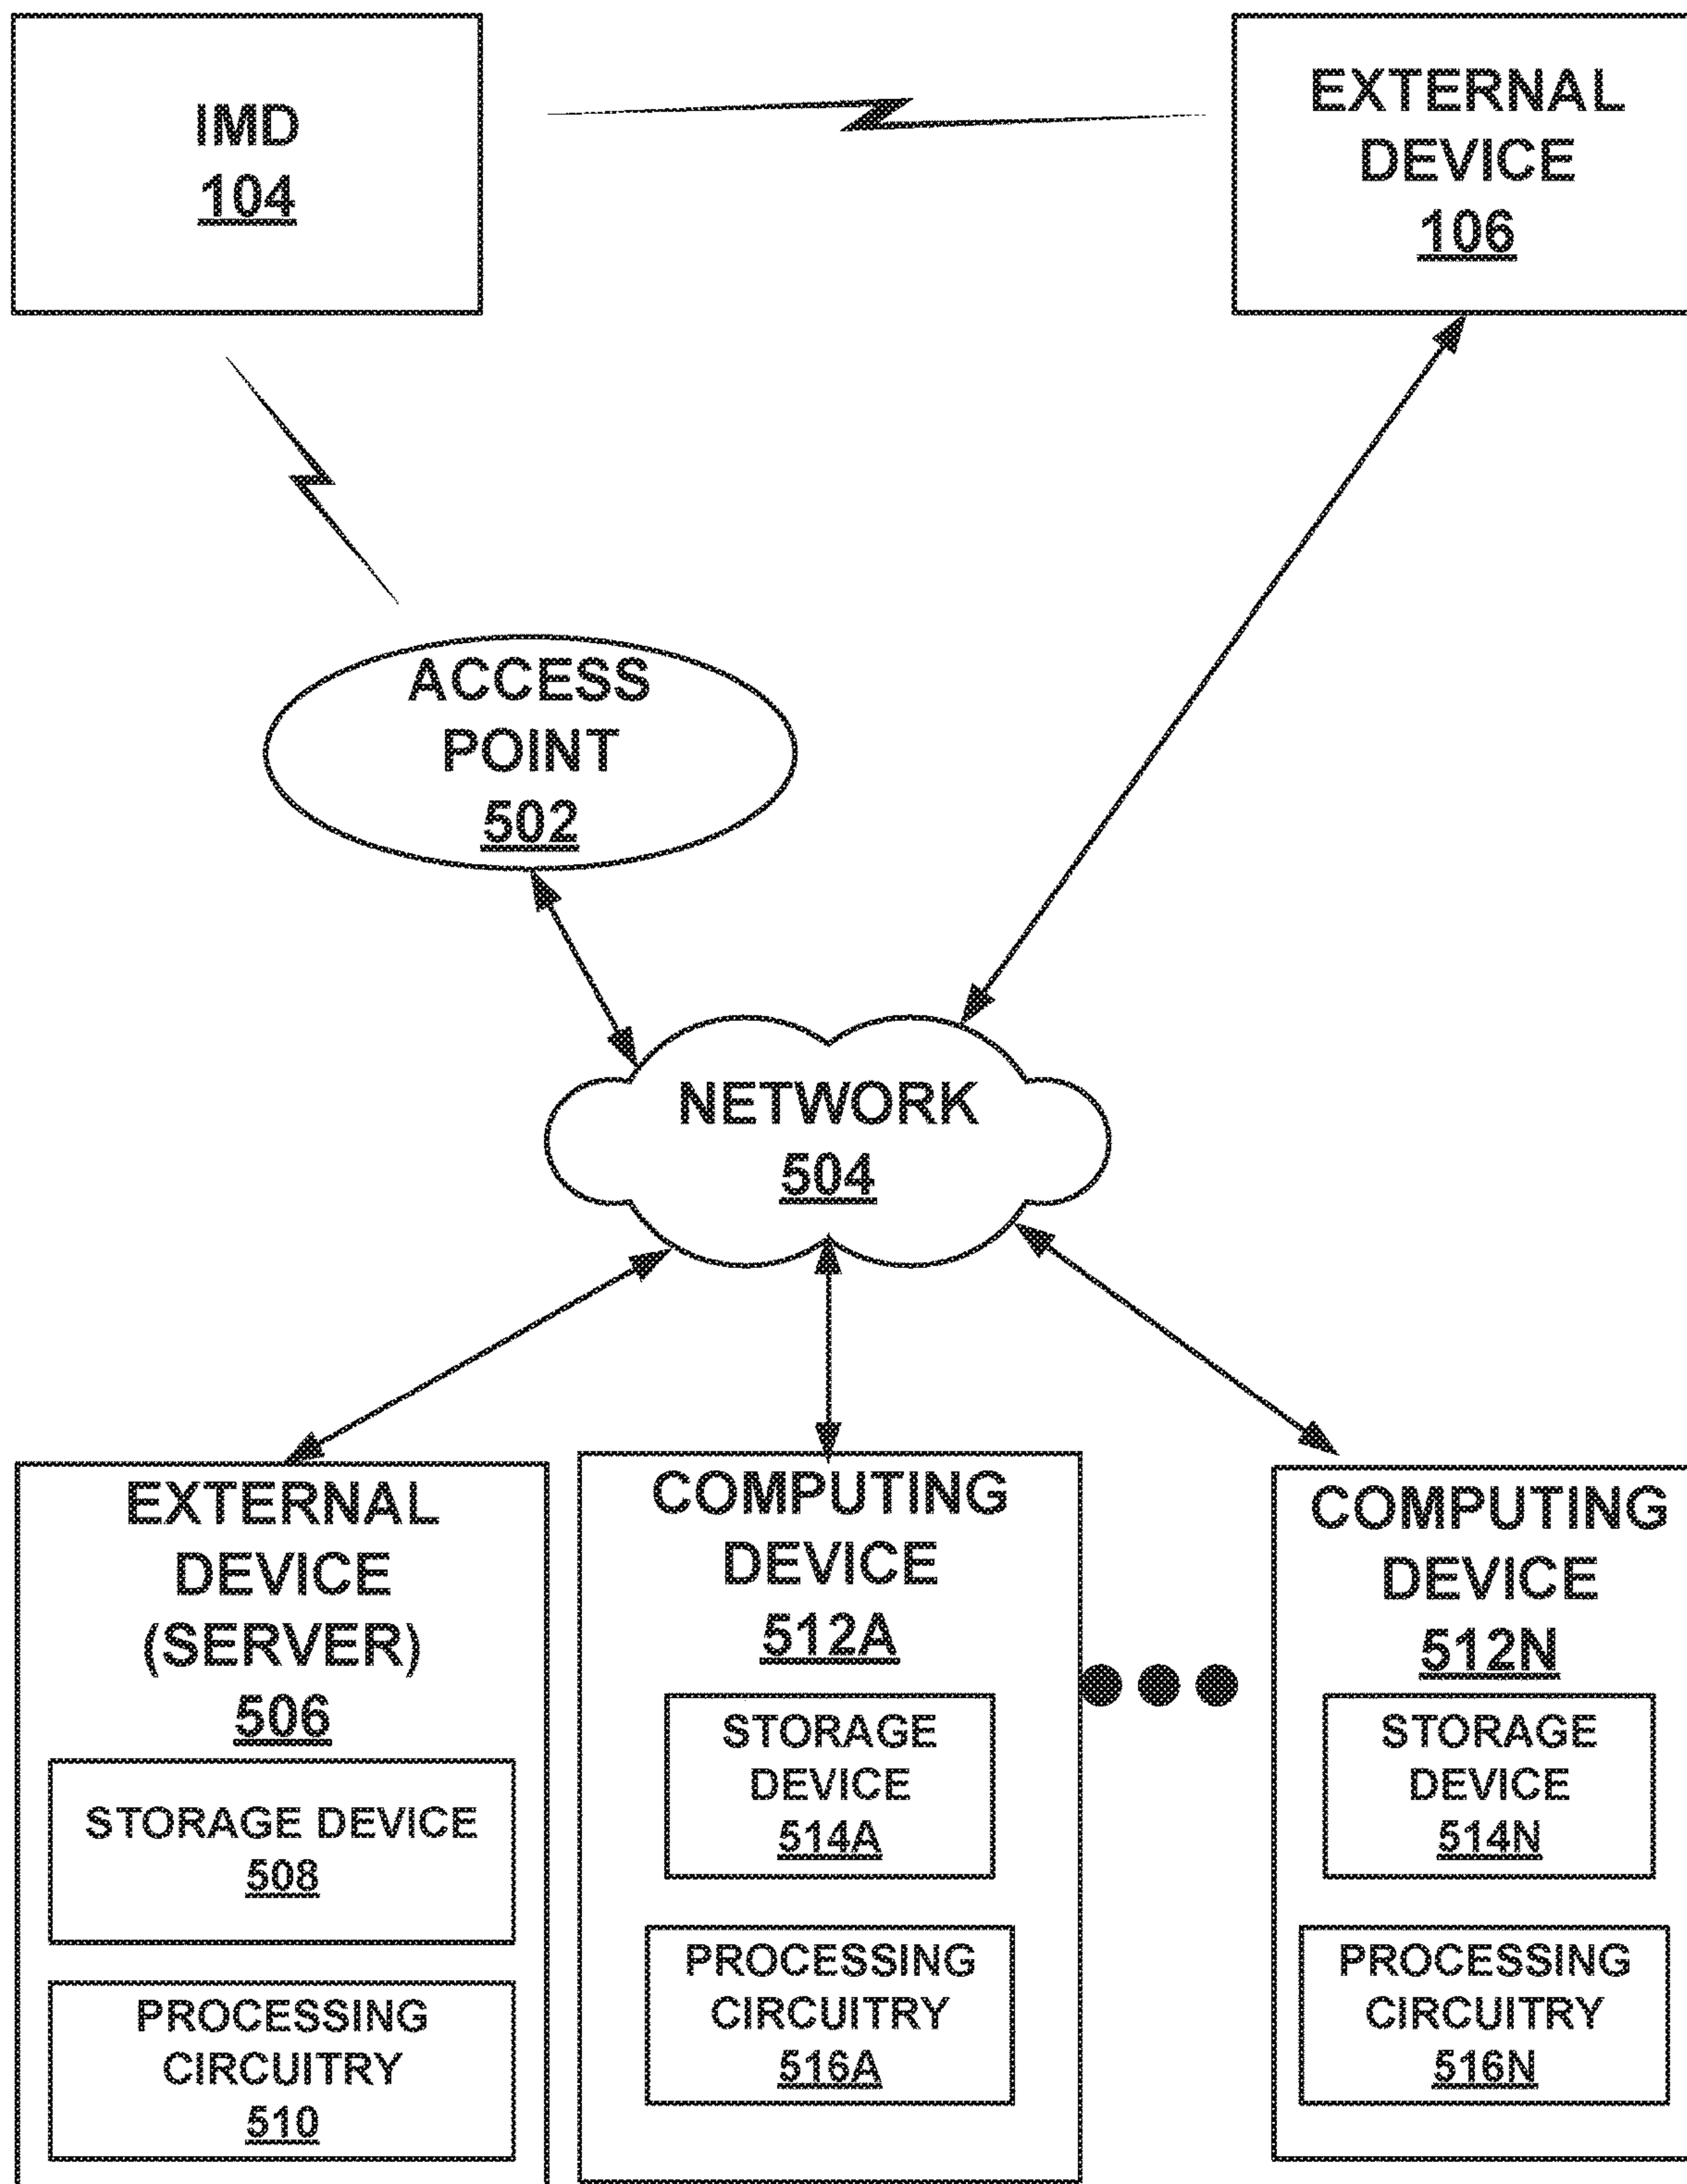 IMD
104
EXTERNAL
DEVICE
106
ACCESS
POINT
502
NETWORK
504
EXTERNAL
DEVICE
(SERVER)
506
STORAGE DEVICE
508
PROCESSING
CIRCUITRY
510
COMPUTING
DEVICE
512A
STORAGE
DEVICE
514A
PROCESSING
CIRCUITRY
516A
COMPUTING
DEVICE
512N
STORAGE
DEVICE
514N
PROCESSING
CIRCUITRY
516N